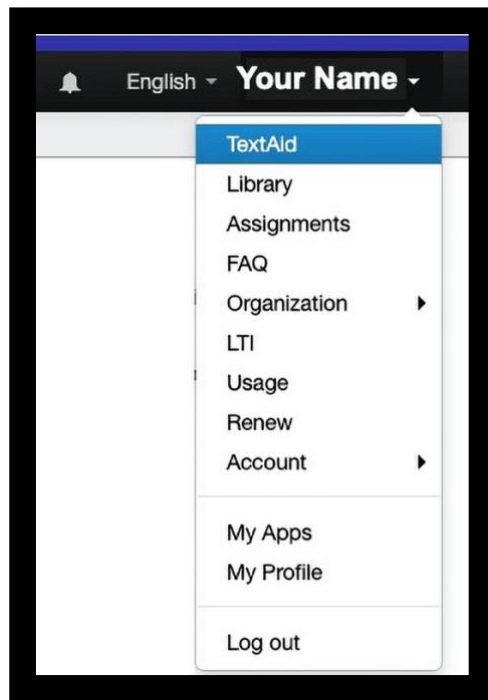 English Your Name
TextAid
Library
Assignments
FAQ
Organization
LTI
Usage
Renew
Account
My Apps
My Profile
Log out